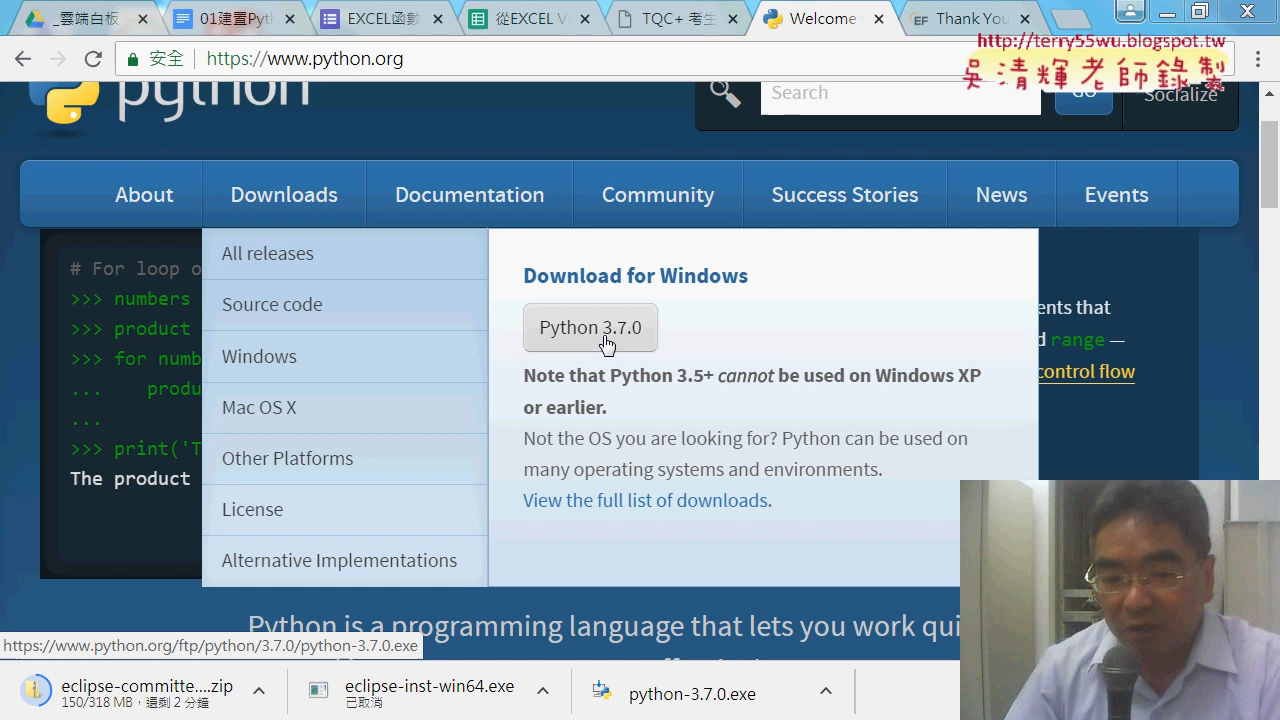 _雲端白板
01建置Pyth
EXCEL函數
從EXCEL V
TQC+ 考生
Welcome
Thank You
安全
https://www.python.org
http://terry55wu.blogspot.tw
吳清輝老師錄製
python
Search
GO
Socialize
About
Downloads
Documentation
Community
Success Stories
News
Events
All releases
Source code
Windows
Mac OS X
Other Platforms
License
Alternative Implementations
Download for Windows
Python 3.7.0
Note that Python 3.5+ cannot be used on Windows XP
or earlier.
Not the OS you are looking for? Python can be used on
many operating systems and environments.
View the full list of downloads.
# For loop o
>>> numbers
>>> product
>>> for numb
... produ
...
>>> print('T
The product
ents that
d range —
control flow
Python is a programming language that lets you work qui
https://www.python.org/ftp/python/3.7.0/python-3.7.0.exe
eclipse-committe....zip
150/318 MB，還剩 2 分鐘
eclipse-inst-win64.exe
已取消
python-3.7.0.exe